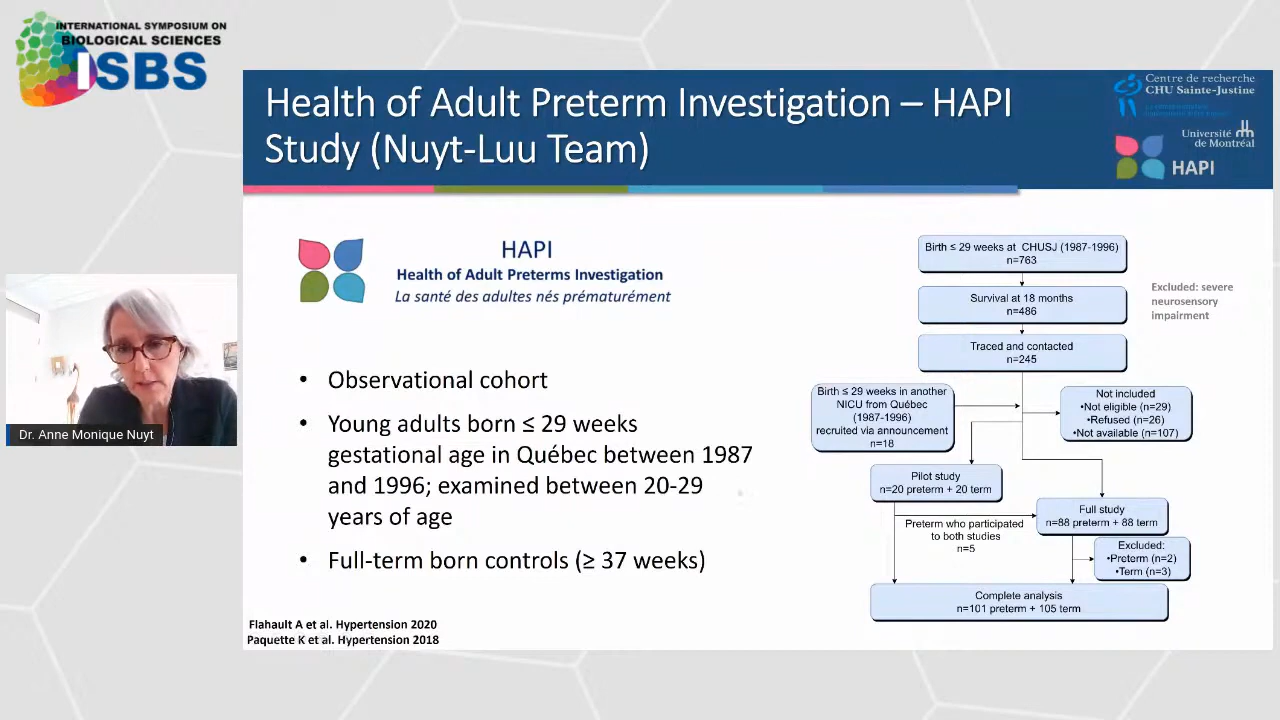 INTERNATIONAL SYMPOSIUM ON
BIOLOGICAL SCIENCES
ISBS
Health of Adult Preterm Investigation – HAPI
Study (Nuyt-Luu Team)
Centre de recherche
CHU Sainte-Justine
Université
de Montréal
HAPI
HAPI
Health of Adult Preterms Investigation
La santé des adultes nés prématurément
• Observational cohort
• Young adults born ≤ 29 weeks
gestational age in Québec between 1987
and 1996; examined between 20-29
years of age
• Full-term born controls (≥ 37 weeks)
Flahault A et al. Hypertension 2020
Paquette K et al. Hypertension 2018
Birth ≤ 29 weeks at CHUSJ (1987-1996)
n=763
Survival at 18 months
n=486
Excluded: severe
neurosensory
impairment
Traced and contacted
n=245
Birth ≤ 29 weeks in another
NICU from Québec
(1987-1996)
recruited via announcement
n=18
Not included
•Not eligible (n=29)
•Refused (n=26)
•Not available (n=107)
Pilot study
n=20 preterm + 20 term
Full study
n=88 preterm + 88 term
Preterm who participated
to both studies
n=5
Excluded:
•Preterm (n=2)
•Term (n=3)
Complete analysis
n=101 preterm + 105 term
Dr. Anne Monique Nuyt